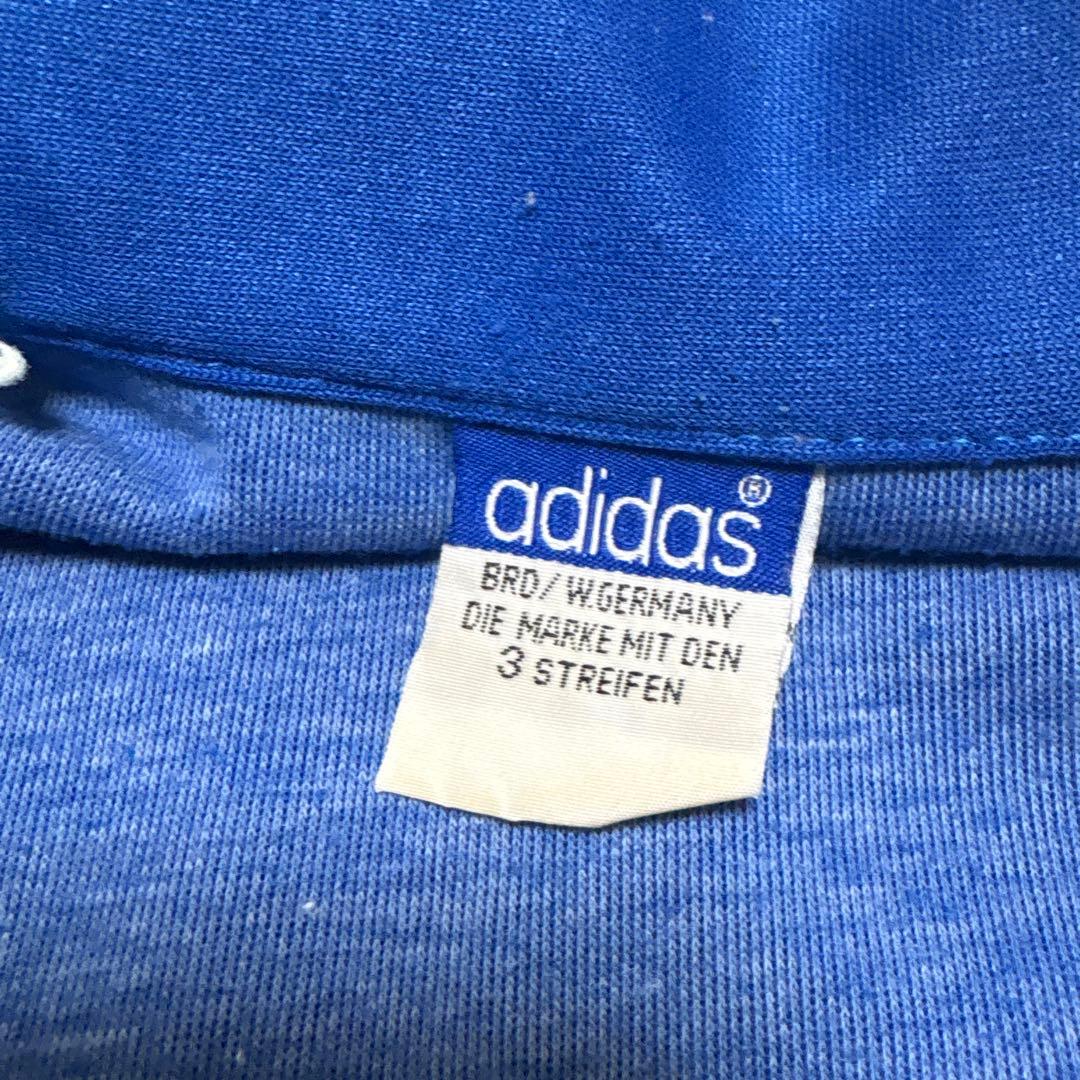 adidas®
BRD/W.GERMANY
DIE MARKE MIT DEN
3 STREIFEN